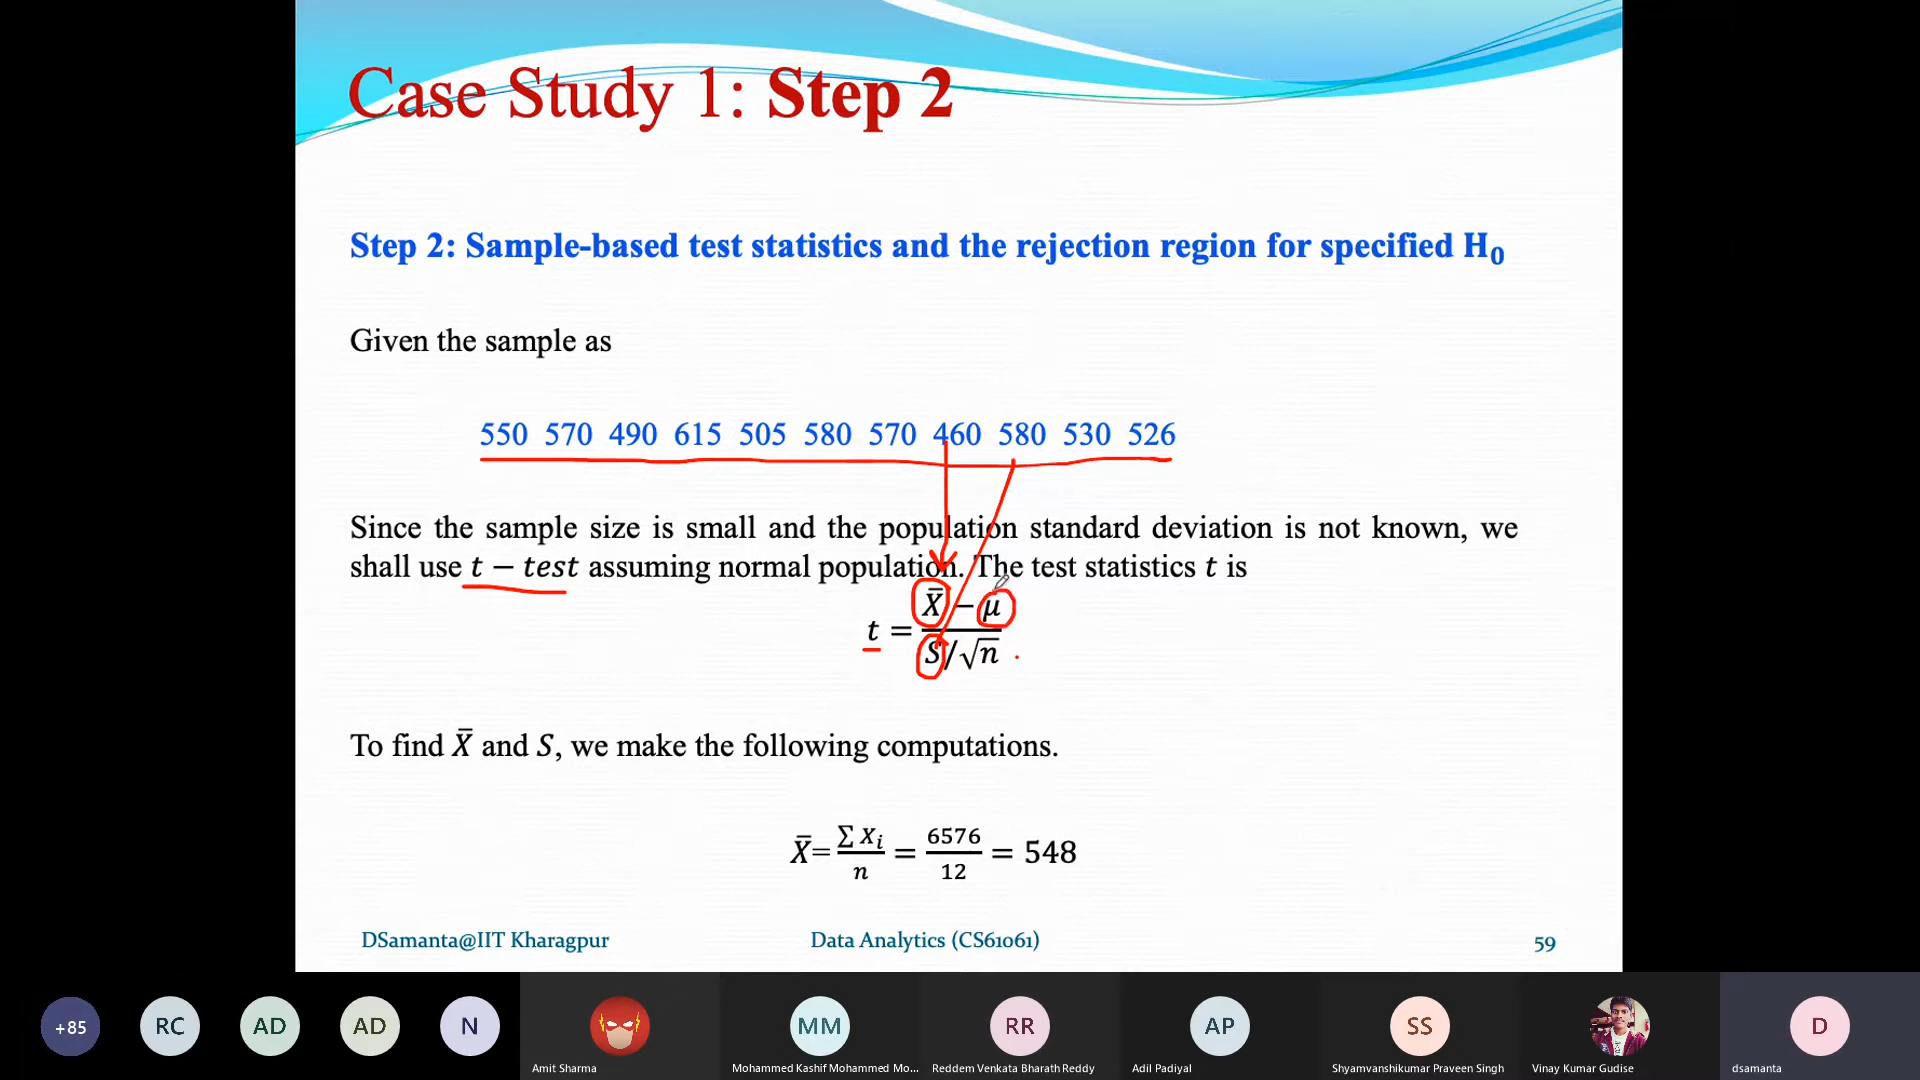 Case Study 1: Step 2
Step 2: Sample-based test statistics and the rejection region for specified H₀
Given the sample as
550 570 490 615 505 580 570 460 580 530 526
Since the sample size is small and the population standard deviation is not known, we
shall use t − test assuming normal population. The test statistics t is
t = (X̄ − μ) / (S/√n)
To find X̄ and S, we make the following computations.
X̄= ∑ Xᵢ / n = 6576 / 12 = 548
DSamanta@IIT Kharagpur Data Analytics (CS61061) 59
+85 RC AD AD N MM RR AP SS D
Amit Sharma Mohammed Kashif Mohammed Mo... Reddem Venkata Bharath Reddy Adil Padiyal Shyamvanshikumar Praveen Singh Vinay Kumar Gudise dsamanta